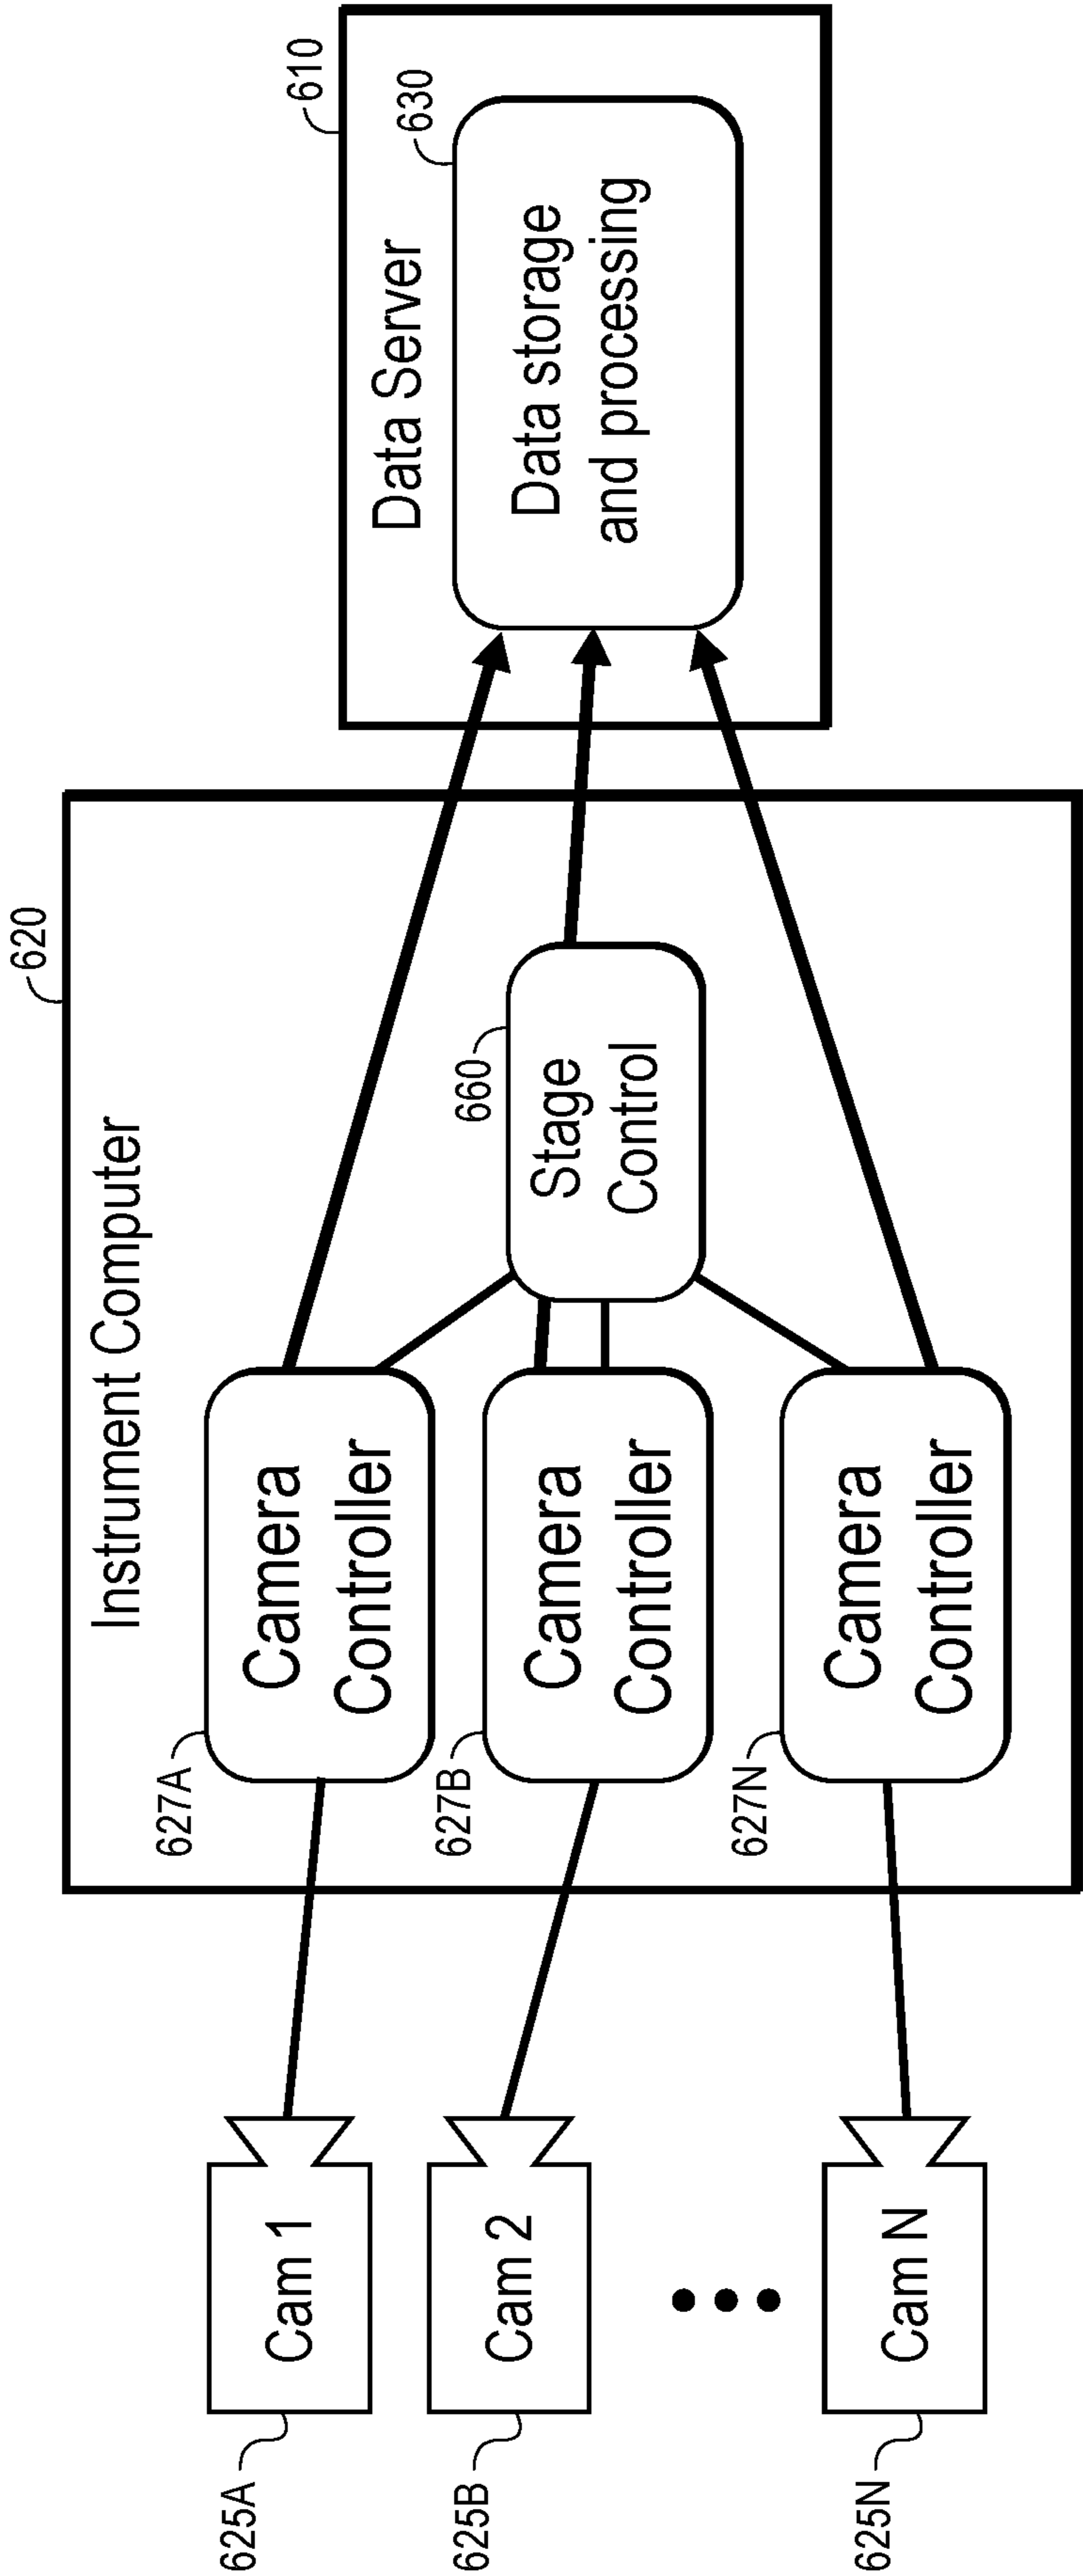 625A
Cam 1
625B
Cam 2
625N
Cam N
620
Instrument Computer
627A
Camera
Controller
627B
Camera
Controller
627N
Camera
Controller
660
Stage
Control
610
Data Server
630
Data storage
and processing